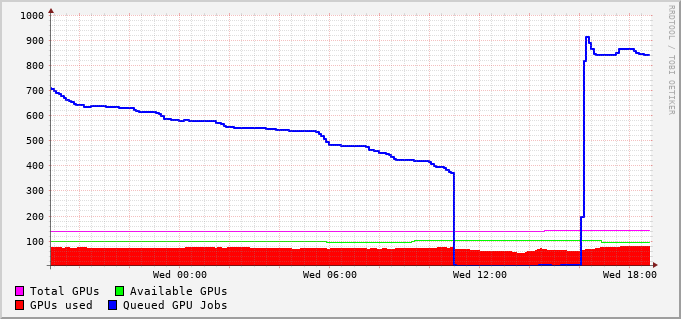 RRDTOOL / TOBI OETIKER
1000
900
800
700
600
500
400
300
200
100
Wed 00:00 Wed 06:00 Wed 12:00 Wed 18:00
Total GPUs Available GPUs
GPUs used Queued GPU Jobs